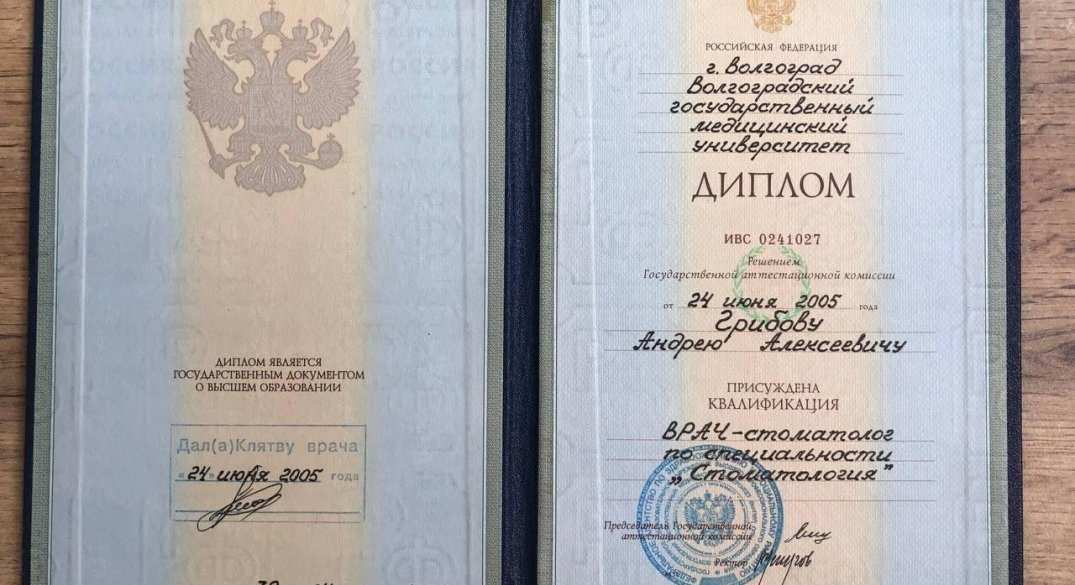 ДИПЛОМ ЯВЛЯЕТСЯ
ГОСУДАРСТВЕННЫМ ДОКУМЕНТОМ
О ВЫСШЕМ ОБРАЗОВАНИИ
Дал(а)Клятву врача
"24" июня 2005 года
РОССИЙСКАЯ ФЕДЕРАЦИЯ
г. Волгоград
Волгоградский
государственный
медицинский
университет
ДИПЛОМ
ИВС 0241027
Решением
Государственной аттестационной комиссии
от 24 июня 2005 года
Грибову
Андрею Алексеевичу
ПРИСУЖДЕНА
КВАЛИФИКАЦИЯ
ВРАЧ-стоматолог
по специальности
„Стоматология"
Председатель Государственной
аттестационной комиссии
Ректор